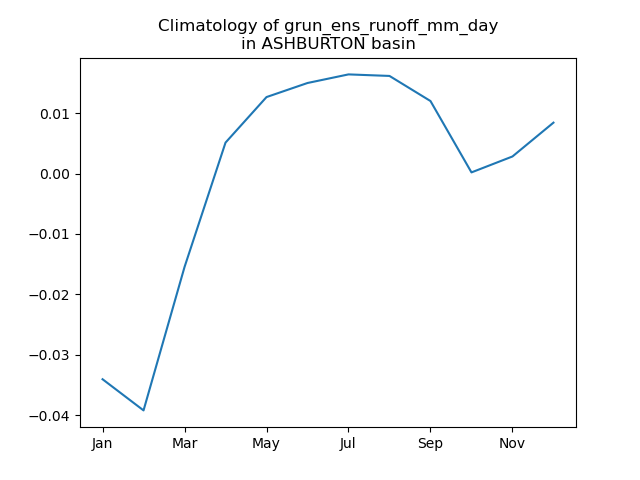 Climatology of grun_ens_runoff_mm_day
in ASHBURTON basin
0.01
0.00
−0.01
−0.02
−0.03
−0.04
Jan Mar May Jul Sep Nov